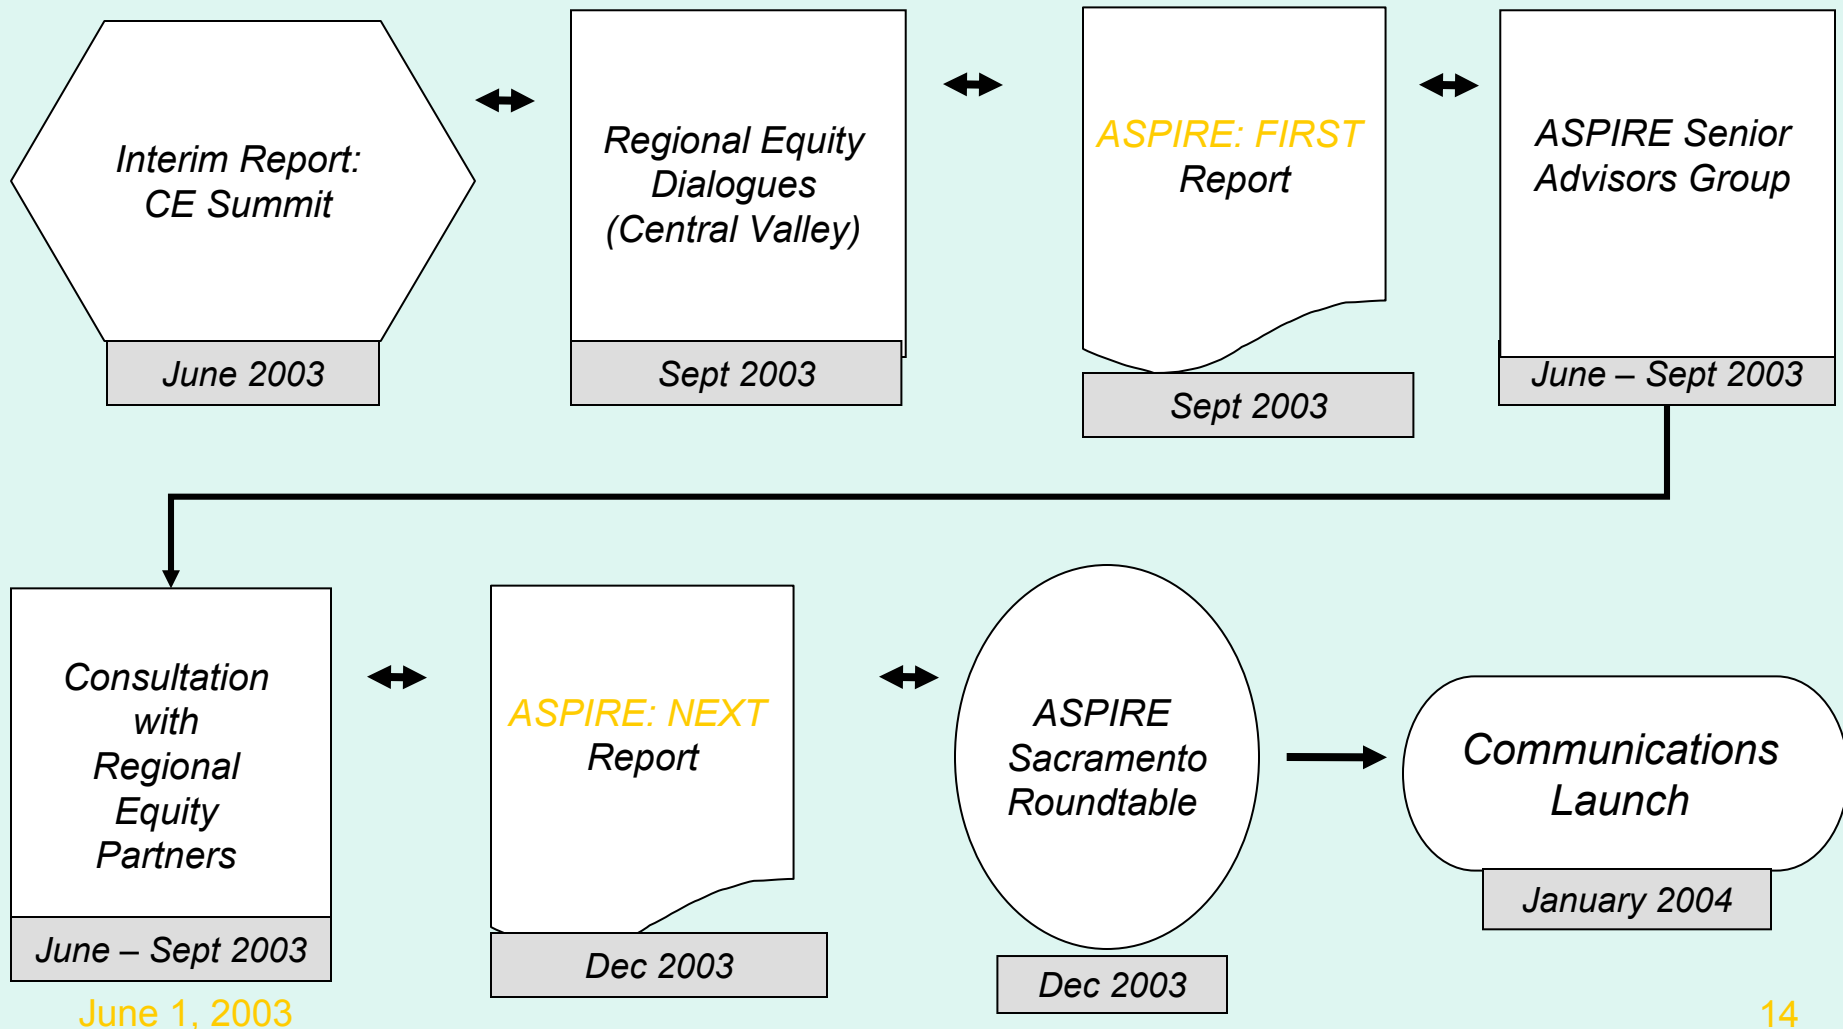 Interim Report:
CE Summit
June 2003
Regional Equity
Dialogues
(Central Valley)
Sept 2003
ASPIRE: FIRST
Report
Sept 2003
ASPIRE Senior
Advisors Group
June – Sept 2003
Consultation
with
Regional
Equity
Partners
June – Sept 2003
ASPIRE: NEXT
Report
Dec 2003
ASPIRE
Sacramento
Roundtable
Dec 2003
Communications
Launch
January 2004
June 1, 2003
14